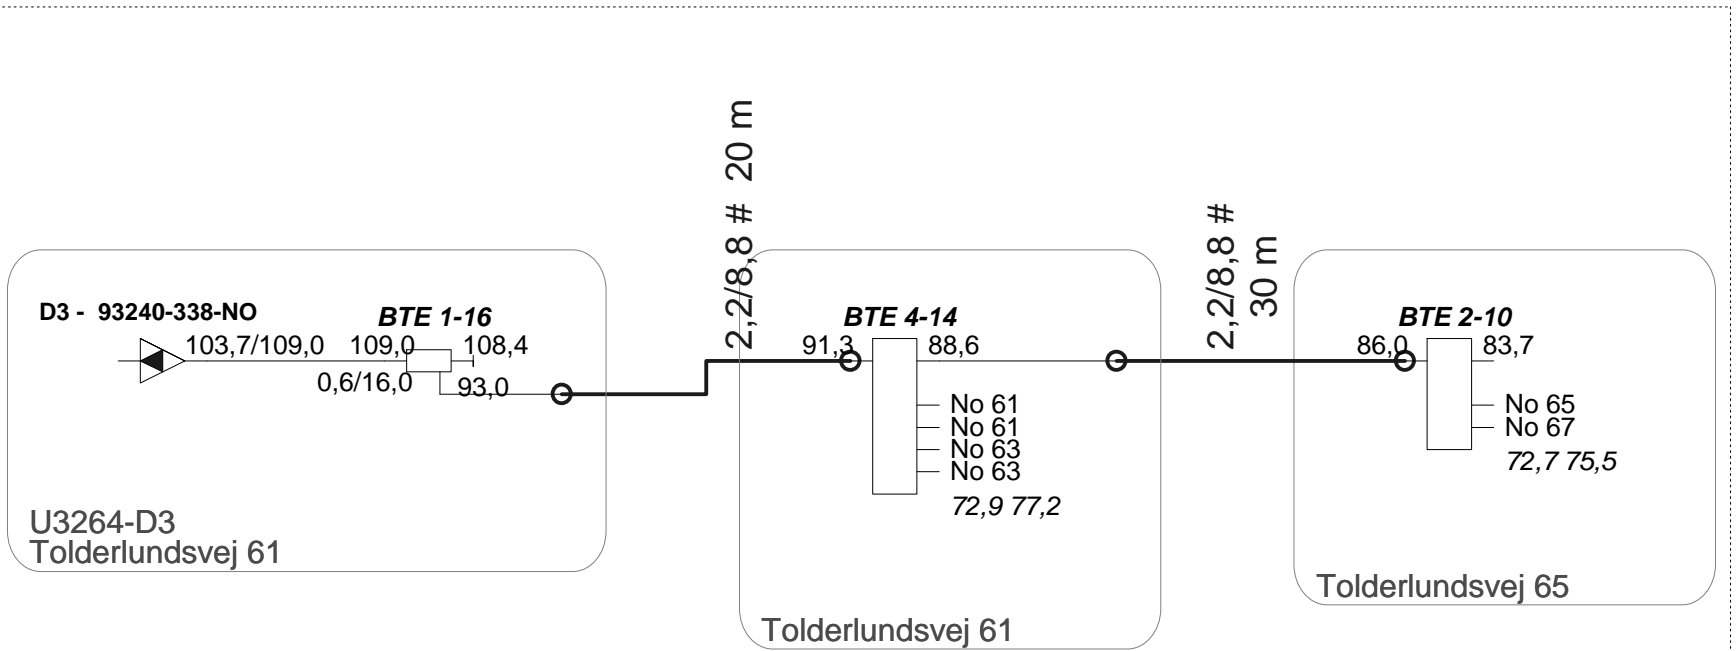 2,2/8,8 # 20 m
2,2/8,8 #
30 m
D3 - 93240-338-NO
BTE 1-16
103,7/109,0
109,0
108,4
0,6/16,0
93,0
U3264-D3
Tolderlundsvej 61
BTE 4-14
91,3
88,6
No 61
No 61
No 63
No 63
72,9 77,2
Tolderlundsvej 61
BTE 2-10
86,0
83,7
No 65
No 67
72,7 75,5
Tolderlundsvej 65